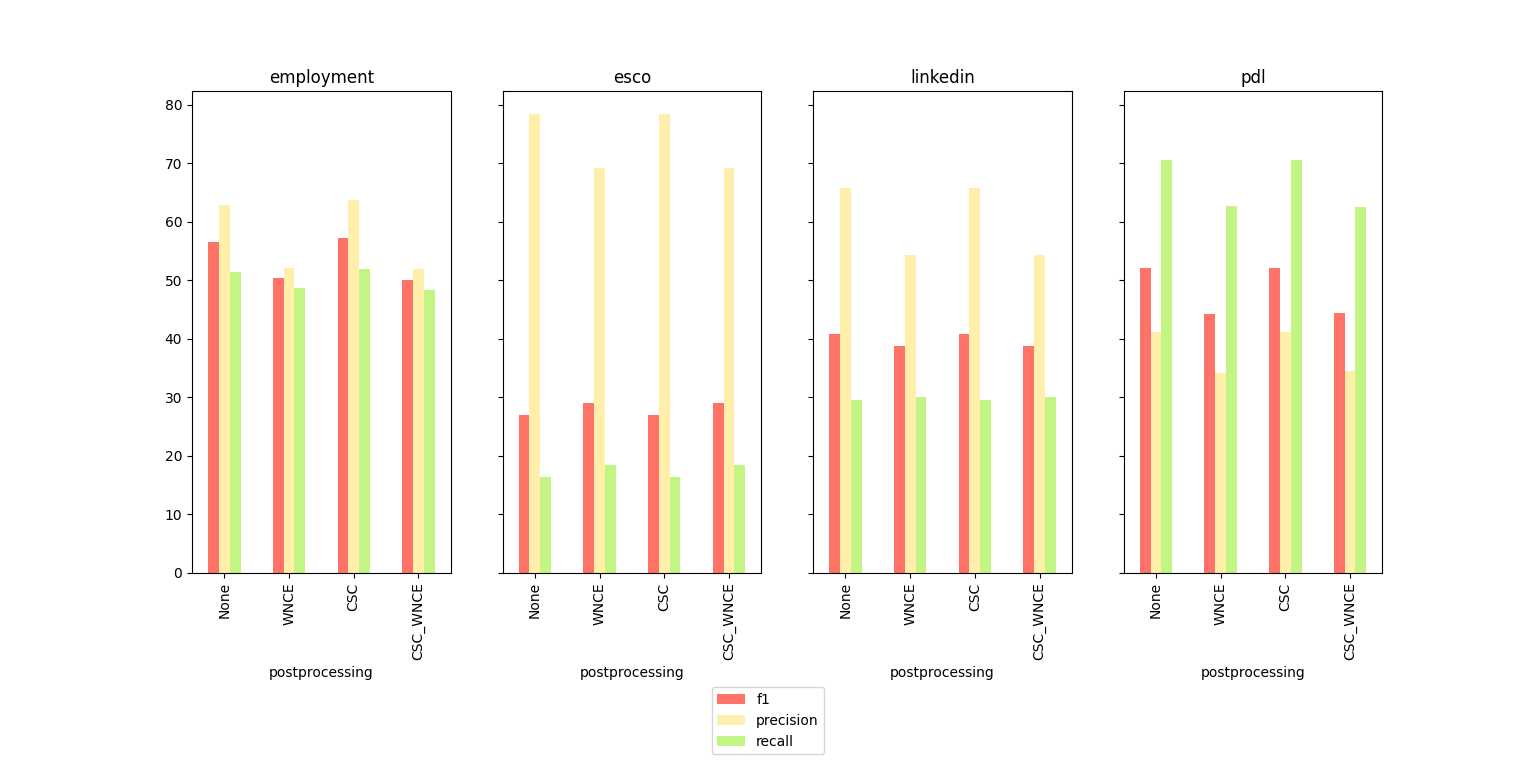 employment
esco
linkedin
pdl
80
70
60
50
40
30
20
10
0
None
WNCE
CSC
CSC_WNCE
None
WNCE
CSC
CSC_WNCE
None
WNCE
CSC
CSC_WNCE
None
WNCE
CSC
CSC_WNCE
postprocessing
postprocessing
postprocessing
postprocessing
f1
precision
recall